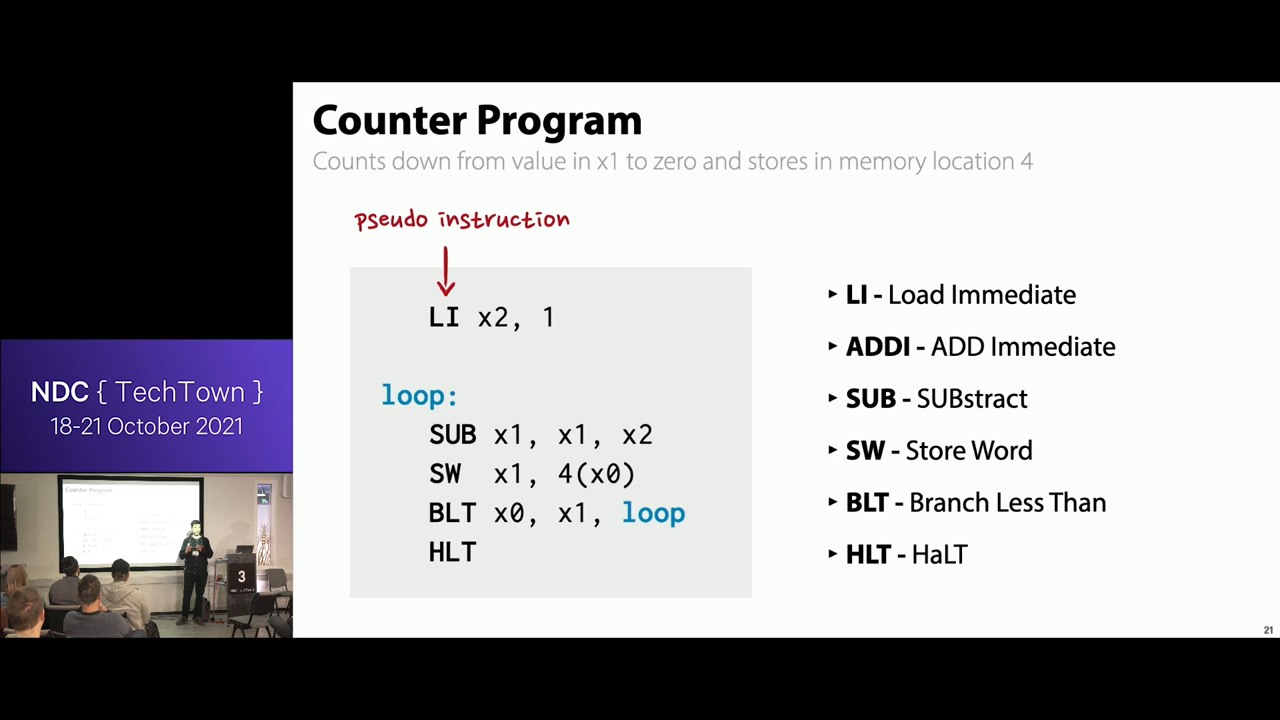 Counter Program
Counts down from value in x1 to zero and stores in memory location 4
pseudo instruction
LI x2, 1
loop:
SUB x1, x1, x2
SW x1, 4(x0)
BLT x0, x1, loop
HLT
‣ LI - Load Immediate
‣ ADDI - ADD Immediate
‣ SUB - SUBstract
‣ SW - Store Word
‣ BLT - Branch Less Than
‣ HLT - HaLT
21
NDC { TechTown }
18-21 October 2021
Counter Program
3